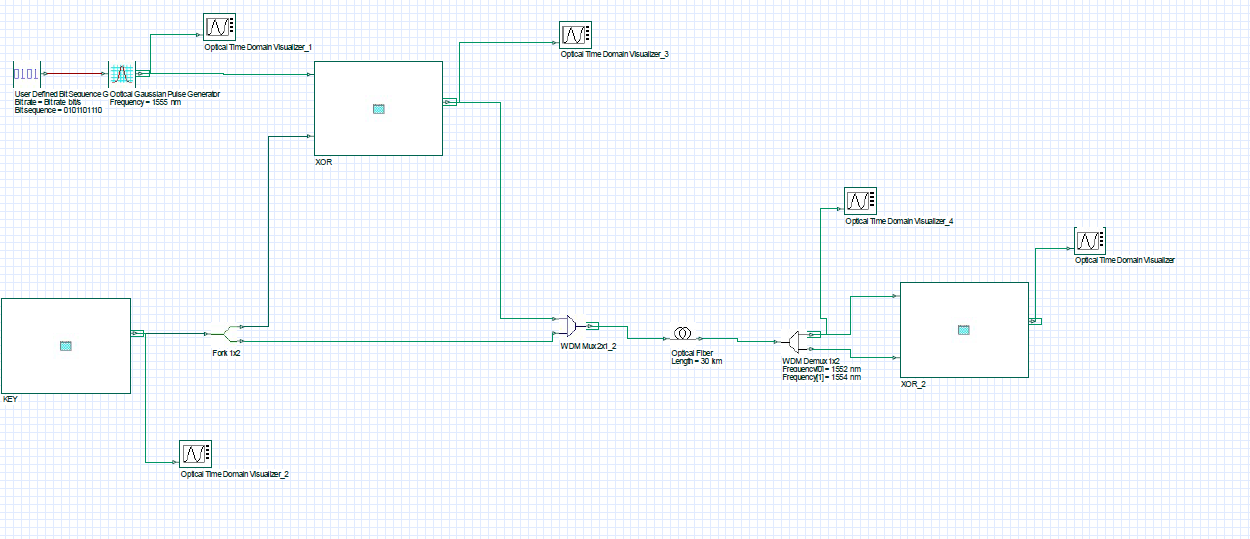 Optical Time Domain Visualizer_1
Optical Time Domain Visualizer_3
0101
User Defined Bit Sequence G
Bit rate = Bit rate bit/s
Bit sequence = 0101101110
Optical Gaussian Pulse Generator
Frequency = 1555 nm
XOR
Optical Time Domain Visualizer_4
Optical Time Domain Visualizer
KEY
Fork 1x2
WDM Mux 2x1_2
Optical Fiber
Length = 30 km
WDM Demux 1x2
Frequency[0] = 1552 nm
Frequency[1] = 1554 nm
XOR_2
Optical Time Domain Visualizer_2